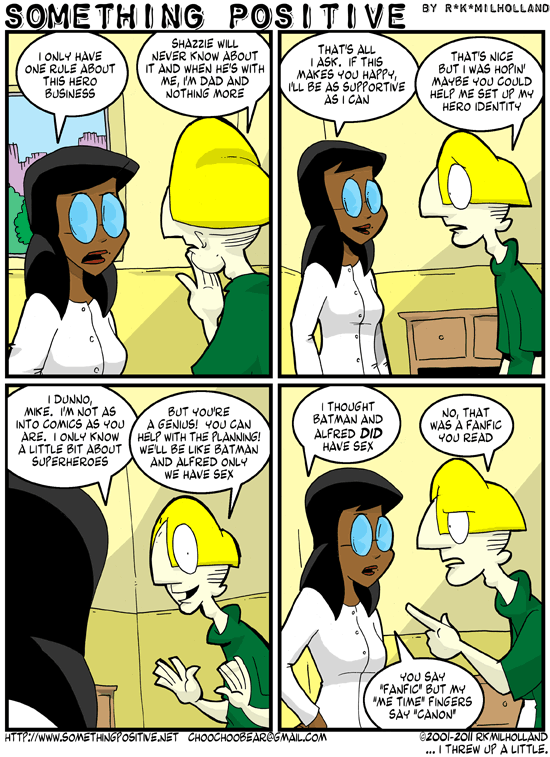 SOMETHING POSITIVE BY R*K*MILHOLLAND
I ONLY HAVE
ONE RULE ABOUT
THIS HERO
BUSINESS
SHAZZIE WILL
NEVER KNOW ABOUT
IT AND WHEN HE'S WITH
ME, I'M DAD AND
NOTHING MORE
THAT'S ALL
I ASK. IF THIS
MAKES YOU HAPPY,
I'LL BE AS SUPPORTIVE
AS I CAN
THAT'S NICE
BUT I WAS HOPIN'
MAYBE YOU COULD
HELP ME SET UP MY
HERO IDENTITY
I DUNNO,
MIKE. I'M NOT AS
INTO COMICS AS YOU
ARE. I ONLY KNOW
A LITTLE BIT ABOUT
SUPERHEROES
BUT YOU'RE
A GENIUS! YOU CAN
HELP WITH THE PLANNING!
WE'LL BE LIKE BATMAN
AND ALFRED ONLY
WE HAVE SEX
I THOUGHT
BATMAN AND
ALFRED DID
HAVE SEX
NO, THAT
WAS A FANFIC
YOU READ
YOU SAY
"FANFIC" BUT MY
"ME TIME" FINGERS
SAY "CANON"
HTTP://WWW.SOMETHINGPOSITIVE.NET CHOOCHOOBEAR@GMAIL.COM
©2001-2011 RKMILHOLLAND
... I THREW UP A LITTLE.